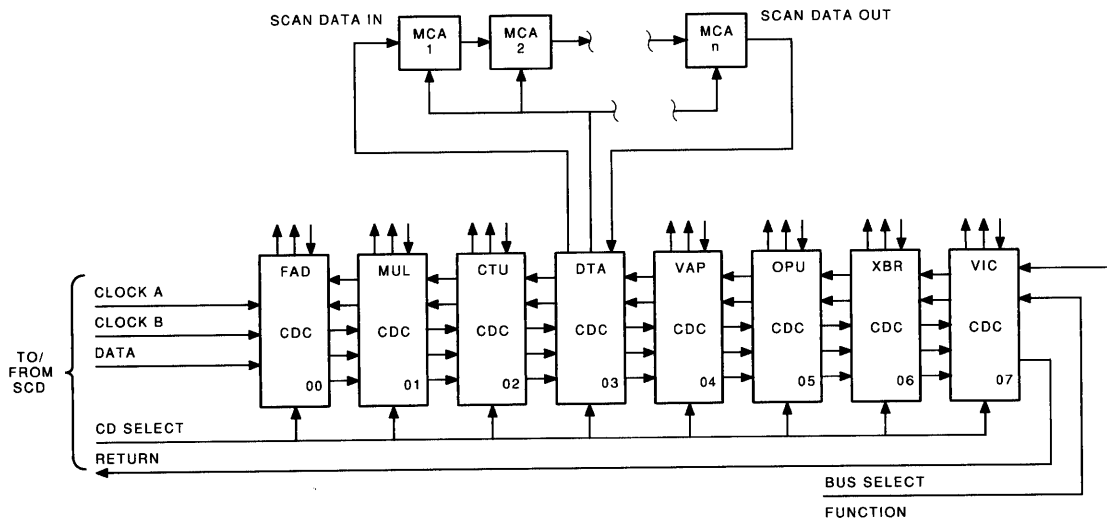 SCAN DATA IN
MCA
1
MCA
2
MCA
n
SCAN DATA OUT
FAD
CDC
00
MUL
CDC
01
CTU
CDC
02
DTA
CDC
03
VAP
CDC
04
OPU
CDC
05
XBR
CDC
06
VIC
CDC
07
TO/
FROM
SCD
CLOCK A
CLOCK B
DATA
CD SELECT
RETURN
BUS SELECT
FUNCTION